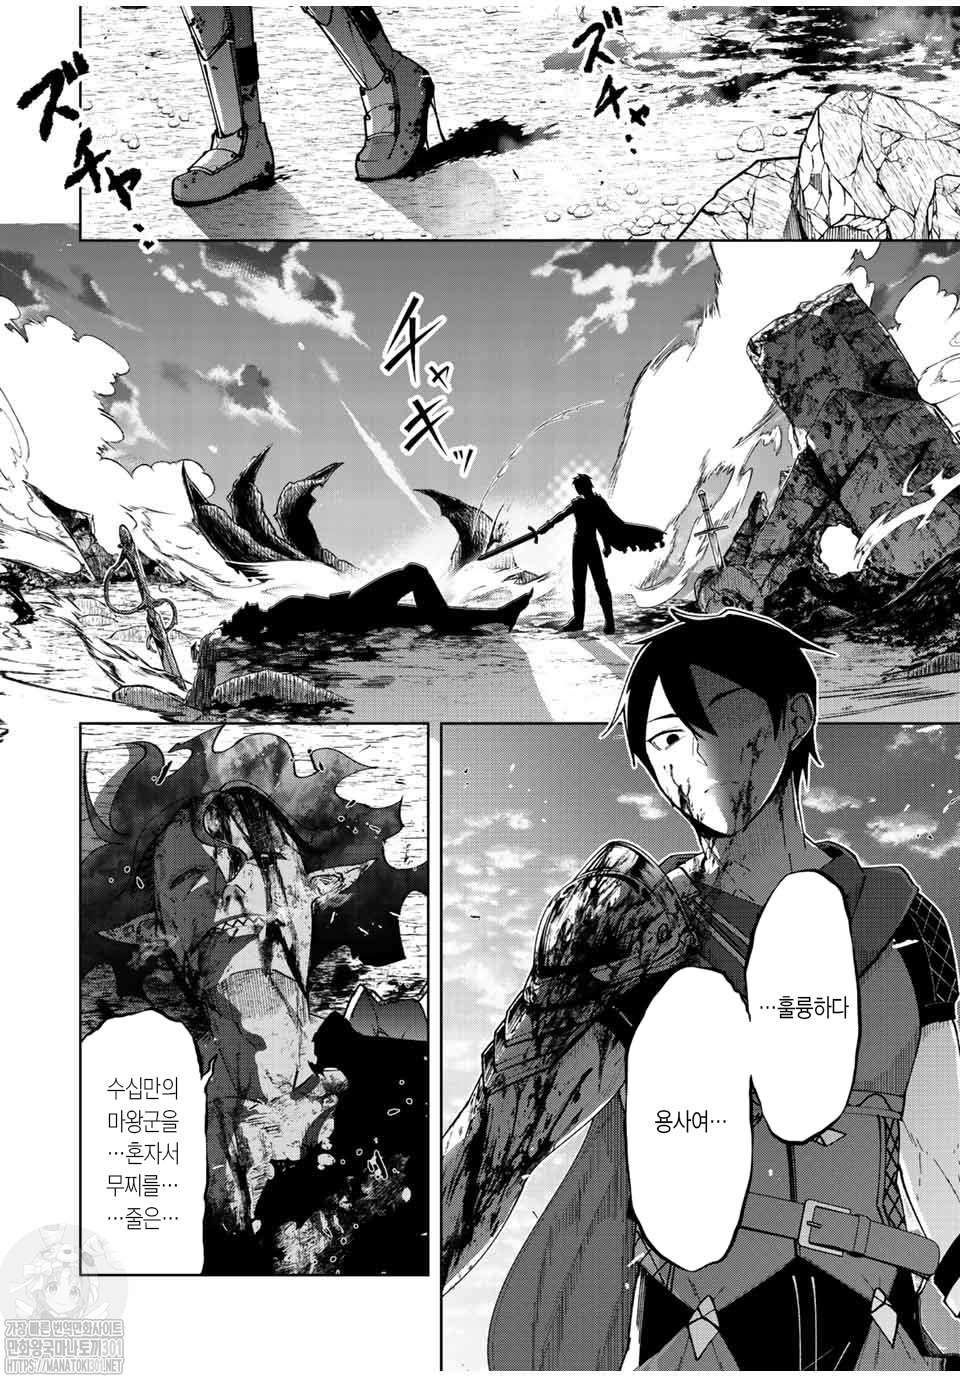 ズチャ…
ズチャ…
チャキッ
…훌륭하다
용사여…
수십만의
마왕군을
…혼자서
무찌를…
…줄은…
가장 빠른 번역만화사이트
만화왕국마나토끼301
HTTPS://MANATOKI301.NET